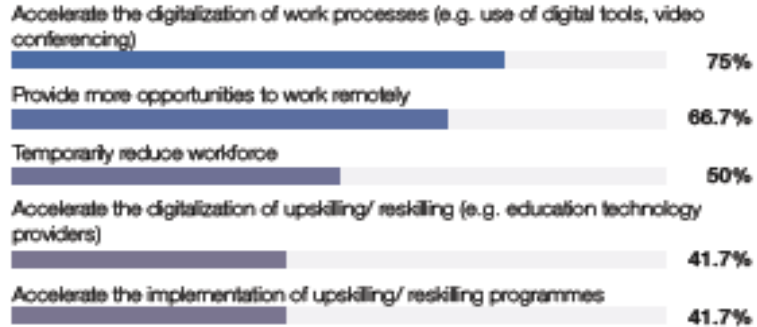 Accelerate the digitalization of work processes (e.g. use of digital tools, video
conferencing)
75%
Provide more opportunities to work remotely
66.7%
Temporarily reduce workforce
50%
Accelerate the digitalization of upskilling/ reskilling (e.g. education technology
providers)
41.7%
Accelerate the implementation of upskilling/ reskilling programmes
41.7%